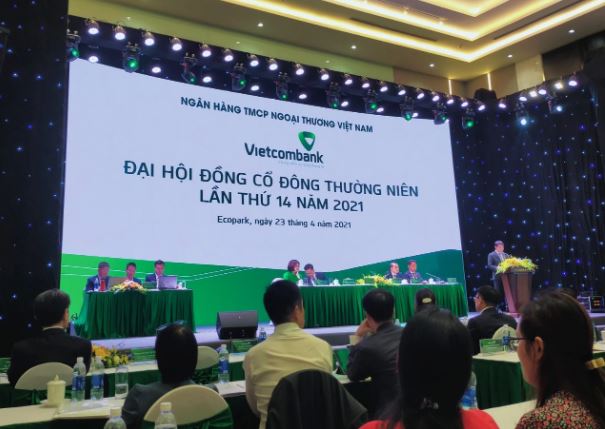 NGÂN HÀNG TMCP NGOẠI THƯƠNG VIỆT NAM
Vietcombank
ĐẠI HỘI ĐỒNG CỔ ĐÔNG THƯỜNG NIÊN
LẦN THỨ 14 NĂM 2021
Ecopark, ngày 23 tháng 4 năm 2021